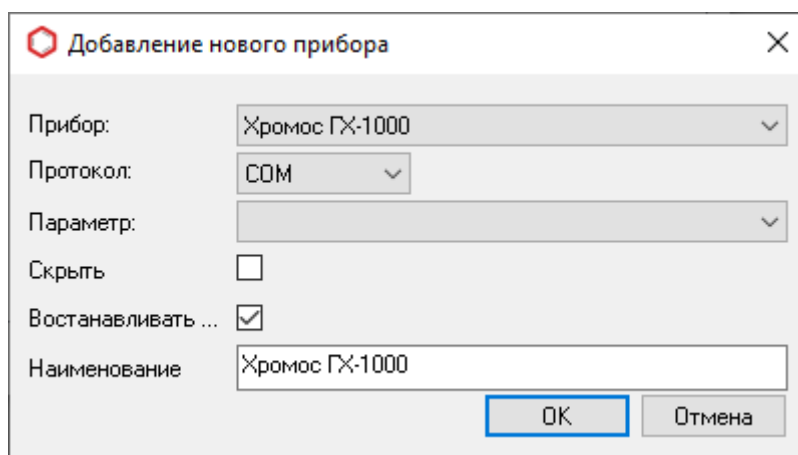 Добавление нового прибора
Прибор: Хромос ГХ-1000
Протокол: COM
Параметр:
Скрыть
Востанавливать ...
Наименование Хромос ГХ-1000
OK Отмена